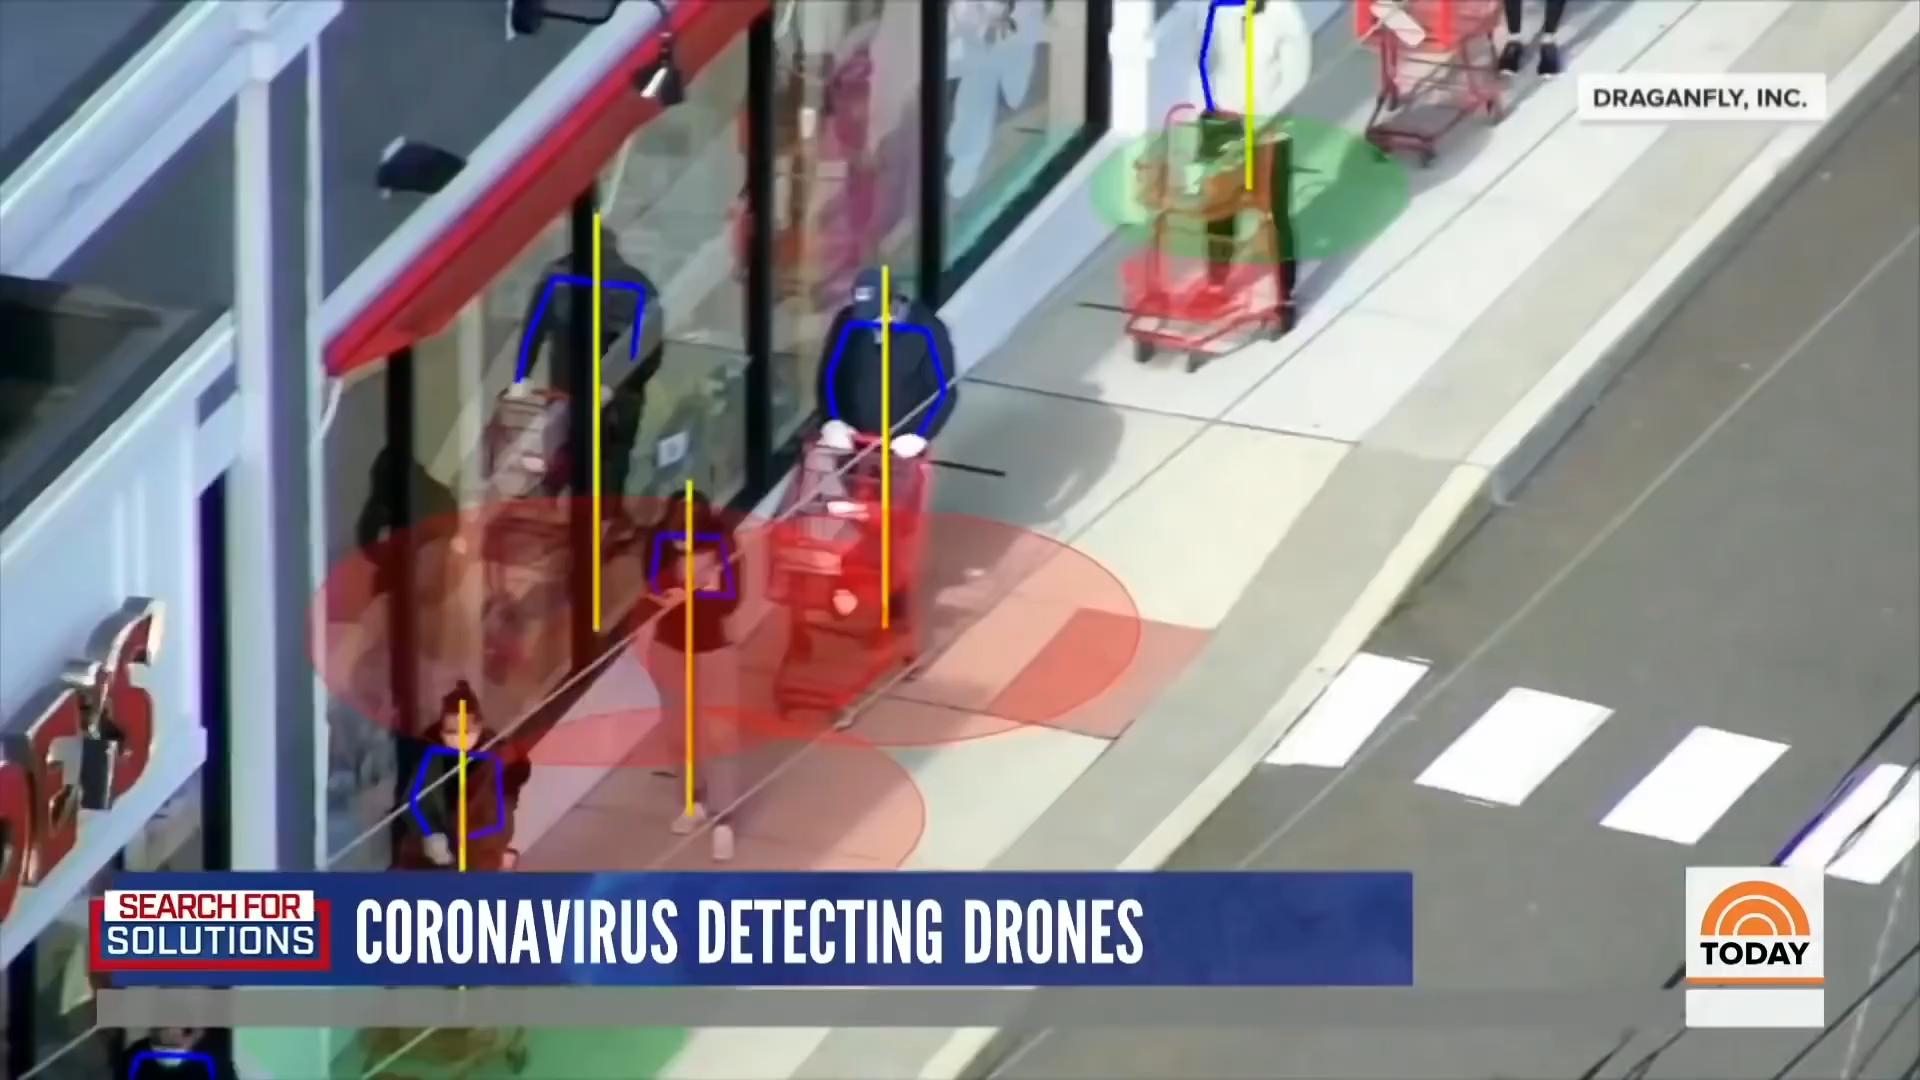 DRAGANFLY, INC.
SEARCH FOR
SOLUTIONS
CORONAVIRUS DETECTING DRONES
TODAY